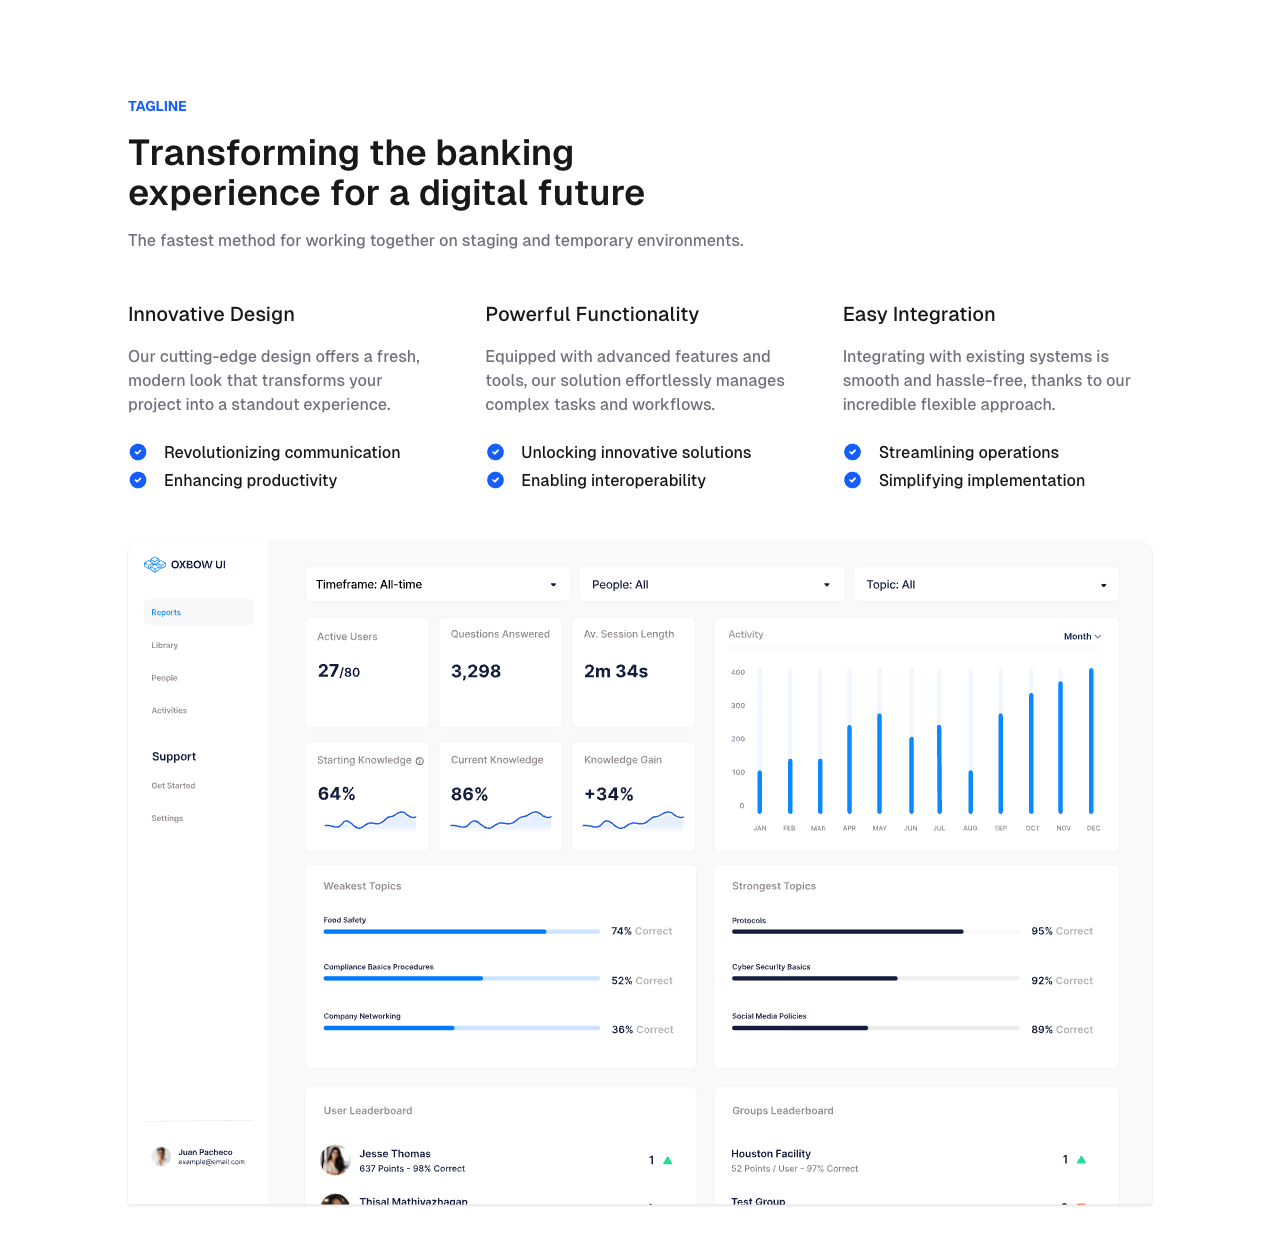 TAGLINE
Transforming the banking
experience for a digital future
The fastest method for working together on staging and temporary environments.
Innovative Design
Our cutting-edge design offers a fresh,
modern look that transforms your
project into a standout experience.
Revolutionizing communication
Enhancing productivity
Powerful Functionality
Equipped with advanced features and
tools, our solution effortlessly manages
complex tasks and workflows.
Unlocking innovative solutions
Enabling interoperability
Easy Integration
Integrating with existing systems is
smooth and hassle-free, thanks to our
incredible flexible approach.
Streamlining operations
Simplifying implementation
OXBOW UI
Reports
Library
People
Activities
Support
Get Started
Settings
Juan Pacheco
example@email.com
Timeframe: All-time
People: All
Topic: All
Active Users
27/80
Questions Answered
3,298
Av. Session Length
2m 34s
Starting Knowledge
64%
Current Knowledge
86%
Knowledge Gain
+34%
Activity
Month
400
300
200
100
0
JAN FEB MAR APR MAY JUN JUL AUG SEP OCT NOV DEC
Weakest Topics
Food Safety
74% Correct
Compliance Basics Procedures
52% Correct
Company Networking
36% Correct
Strongest Topics
Protocols
95% Correct
Cyber Security Basics
92% Correct
Social Media Policies
89% Correct
User Leaderboard
Jesse Thomas
637 Points - 98% Correct
1
Thisal Mathiyazhagan
Groups Leaderboard
Houston Facility
52 Points / User - 97% Correct
1
Test Group